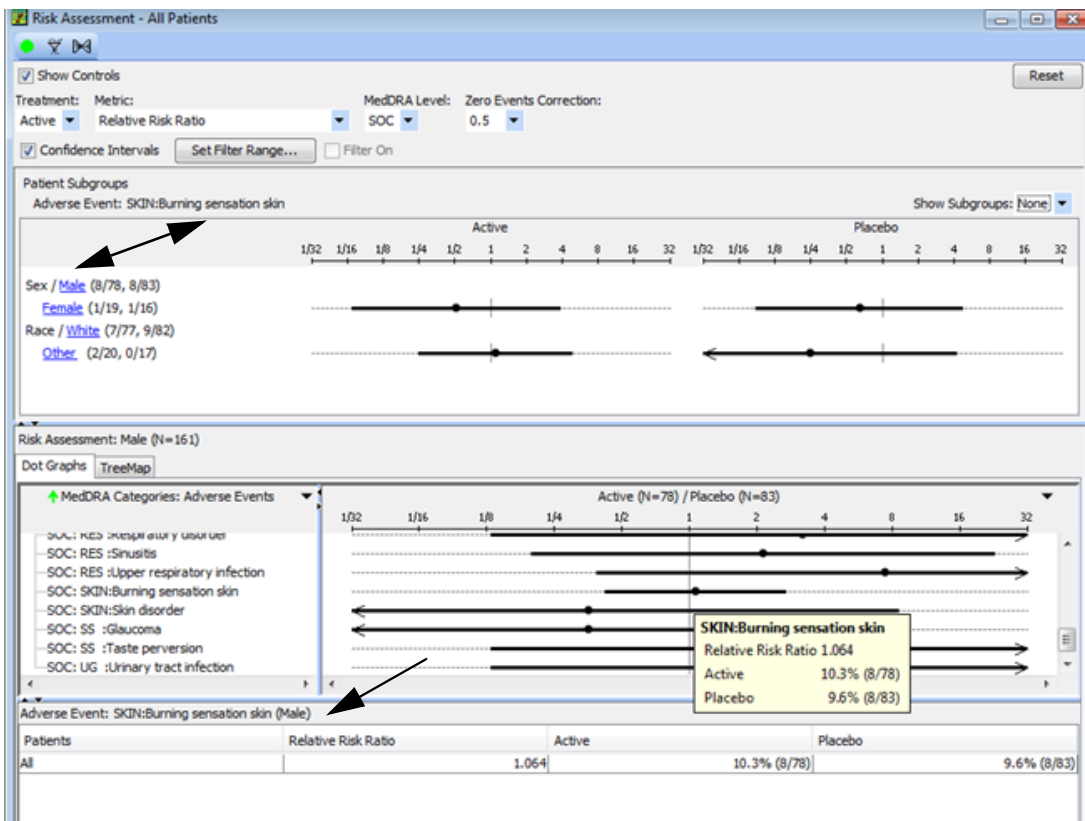 Risk Assessment - All Patients
Show Controls
Reset
Treatment: Metric: MedDRA Level: Zero Events Correction:
Active Relative Risk Ratio SOC 0.5
Confidence Intervals Set Filter Range... Filter On
Patient Subgroups
Adverse Event: SKIN:Burning sensation skin
Show Subgroups: None
Active Placebo
1/32 1/16 1/8 1/4 1/2 1 2 4 8 16 32 1/32 1/16 1/8 1/4 1/2 1 2 4 8 16 32
Sex / Male (8/78, 8/83)
Female (1/19, 1/16)
Race / White (7/77, 9/82)
Other (2/20, 0/17)
Risk Assessment: Male (N=161)
Dot Graphs TreeMap
MedDRA Categories: Adverse Events
Active (N=78) / Placebo (N=83)
1/32 1/16 1/8 1/4 1/2 1 2 4 8 16 32
SOC: RES :Respiratory disorder
SOC: RES :Sinusitis
SOC: RES :Upper respiratory infection
SOC: SKIN:Burning sensation skin
SOC: SKIN:Skin disorder
SOC: SS :Glaucoma
SOC: SS :Taste perversion
SOC: UG :Urinary tract infection
SKIN:Burning sensation skin
Relative Risk Ratio 1.064
Active 10.3% (8/78)
Placebo 9.6% (8/83)
Adverse Event: SKIN:Burning sensation skin (Male)
Patients Relative Risk Ratio Active Placebo
All 1.064 10.3% (8/78) 9.6% (8/83)